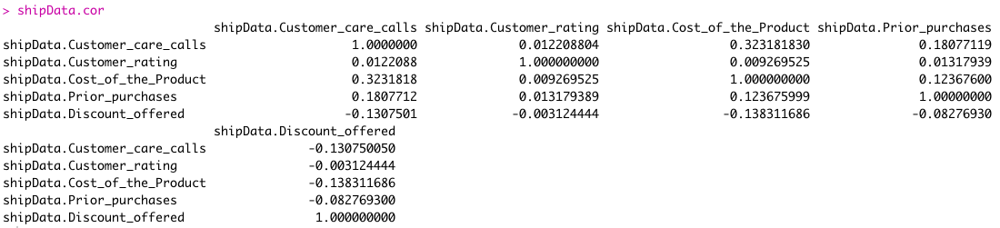 > shipData.cor
shipData.Customer_care_calls shipData.Customer_rating shipData.Cost_of_the_Product shipData.Prior_purchases
shipData.Customer_care_calls 1.0000000 0.012208804 0.323181830 0.18077119
shipData.Customer_rating 0.0122088 1.000000000 0.009269525 0.01317939
shipData.Cost_of_the_Product 0.3231818 0.009269525 1.000000000 0.12367600
shipData.Prior_purchases 0.1807712 0.013179389 0.123675999 1.00000000
shipData.Discount_offered -0.1307501 -0.003124444 -0.138311686 -0.08276930
shipData.Discount_offered
shipData.Customer_care_calls -0.130750050
shipData.Customer_rating -0.003124444
shipData.Cost_of_the_Product -0.138311686
shipData.Prior_purchases -0.082769300
shipData.Discount_offered 1.000000000